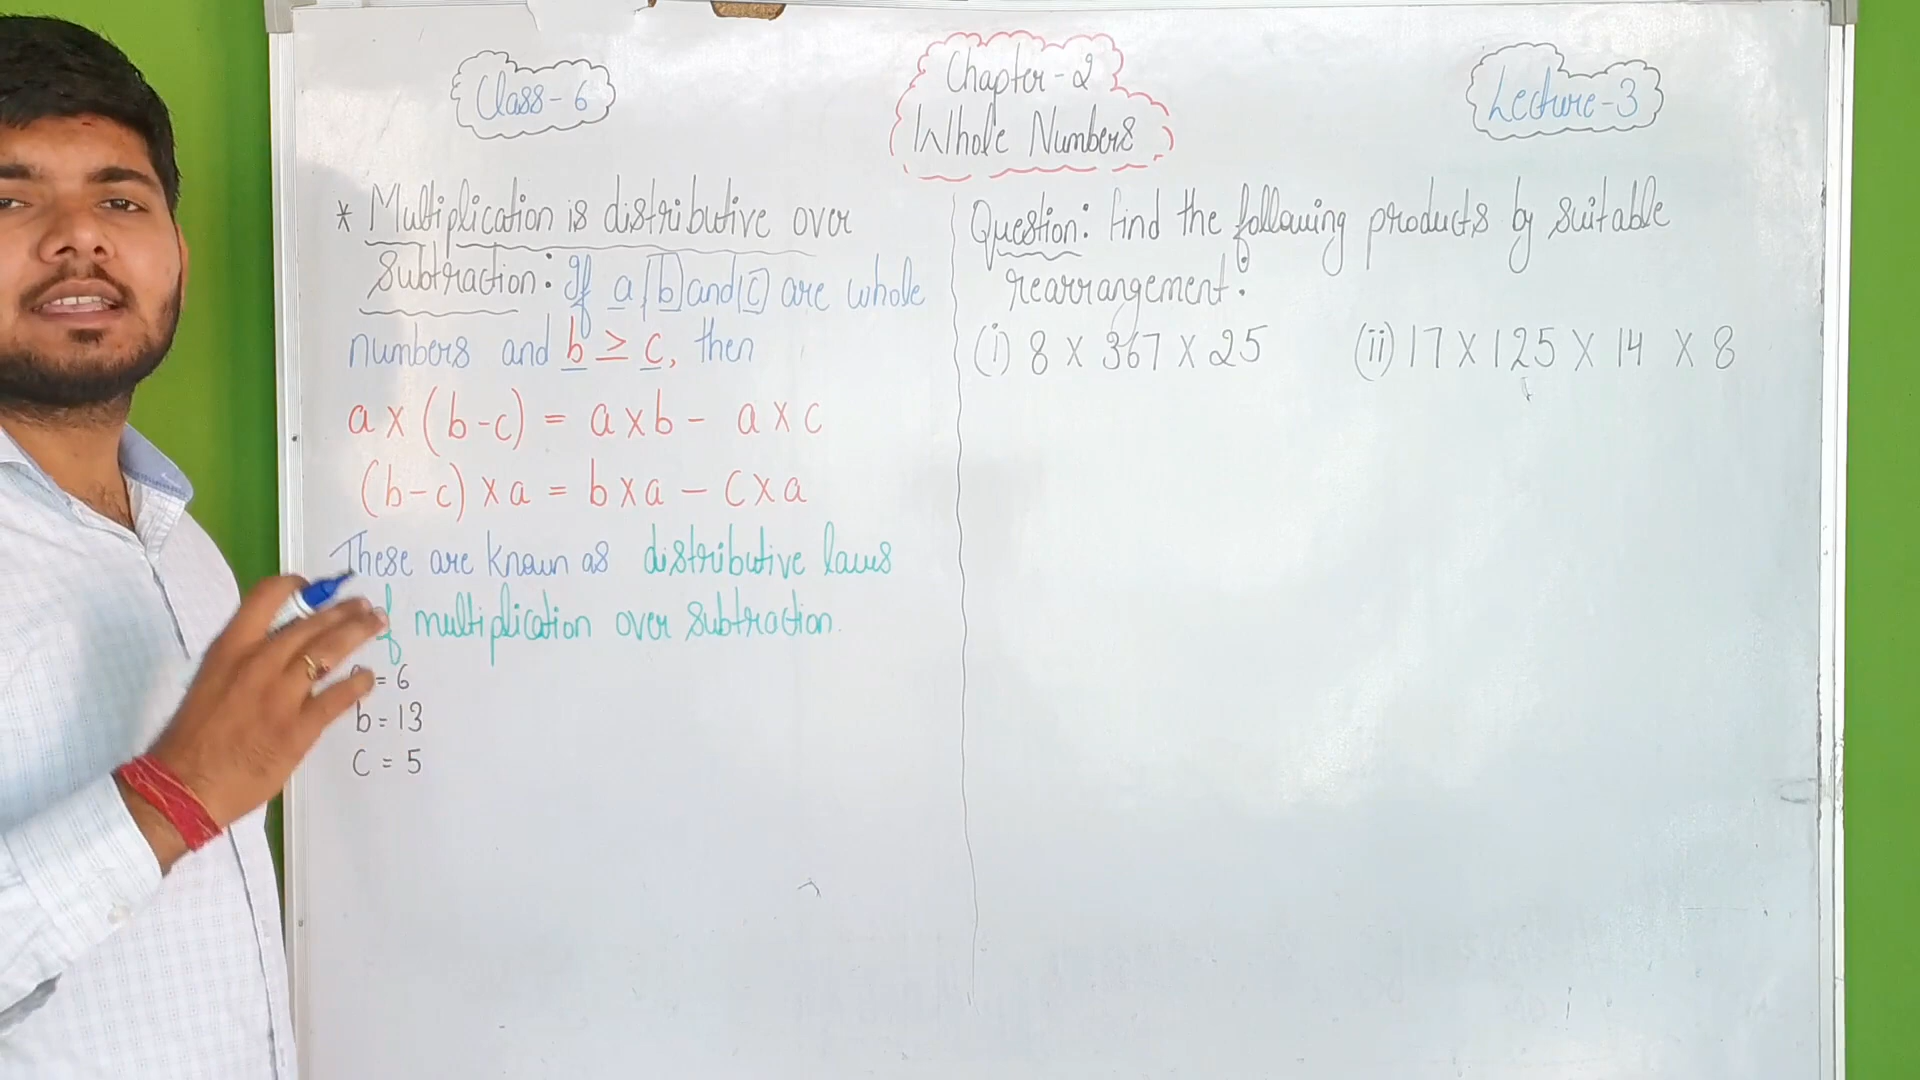 Class-6
Chapter-2
Whole Numbers
Lecture-3
* Multiplication is distributive over
Subtraction: If a, b and c are whole
numbers and b ≥ c, then
a × (b-c) = a×b - a×c
(b-c) × a = b×a - c×a
These are known as distributive laws
of multiplication over subtraction.
= 6
b = 13
c = 5
Question: find the following products by suitable
rearrangement:
(i) 8 × 367 × 25 (ii) 17 × 125 × 14 × 8